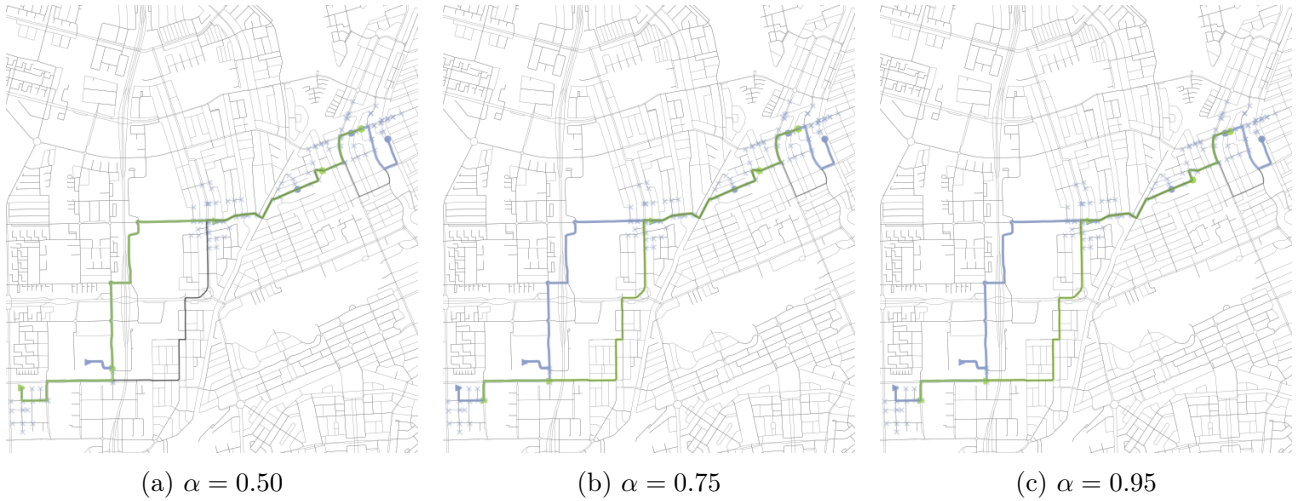 (a) α = 0.50
(b) α = 0.75
(c) α = 0.95